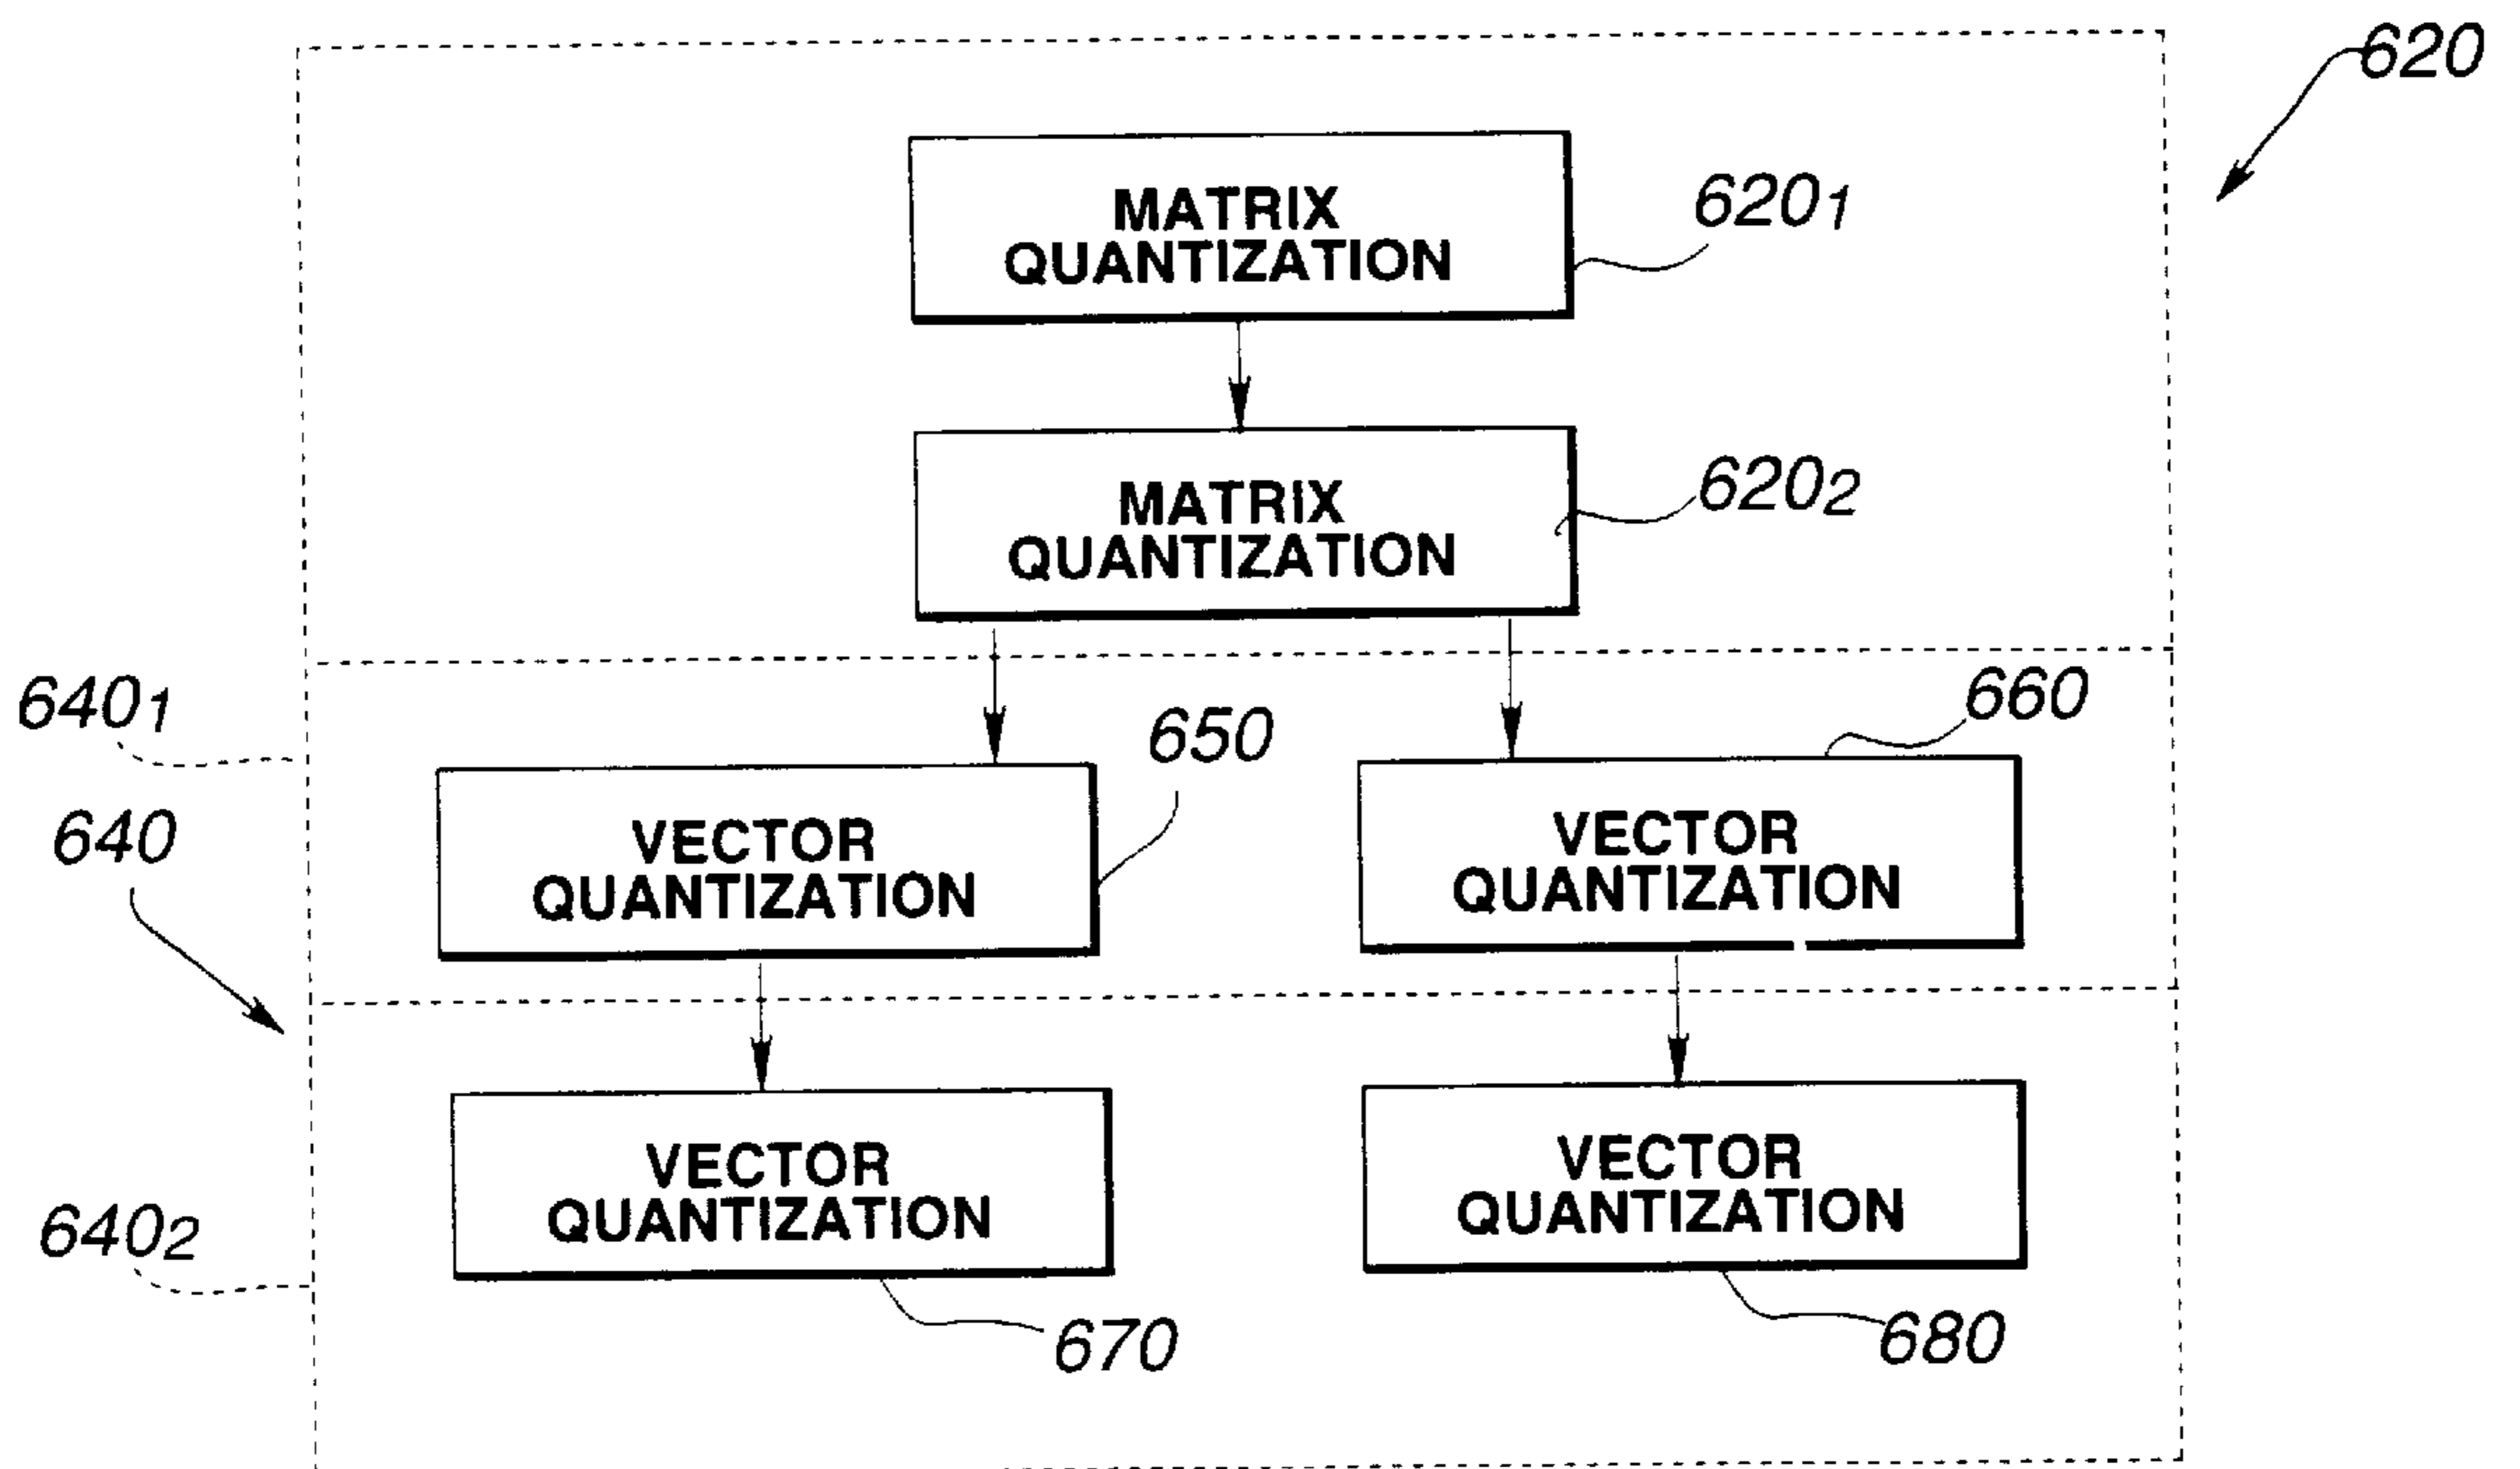 620
MATRIX
QUANTIZATION
620₁
MATRIX
QUANTIZATION
620₂
640₁
650
660
640
VECTOR
QUANTIZATION
VECTOR
QUANTIZATION
640₂
VECTOR
QUANTIZATION
VECTOR
QUANTIZATION
670
680